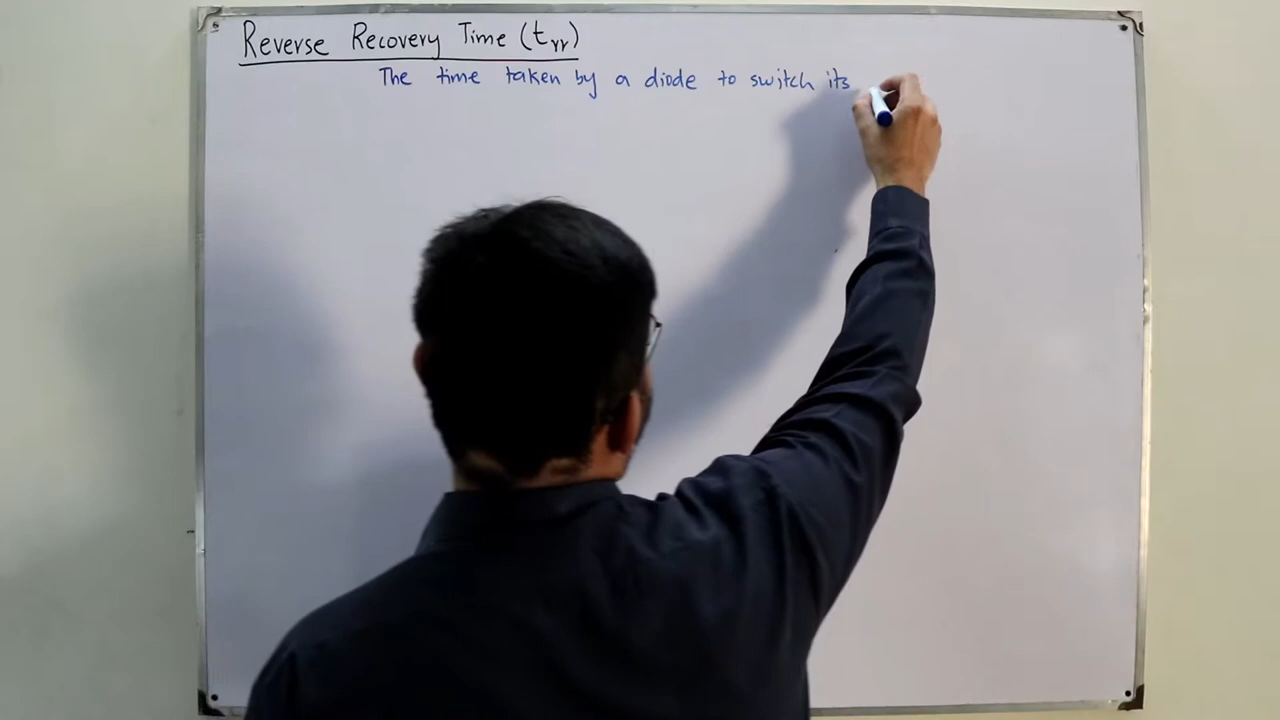 Reverse Recovery Time (trr)
The time taken by a diode to switch its